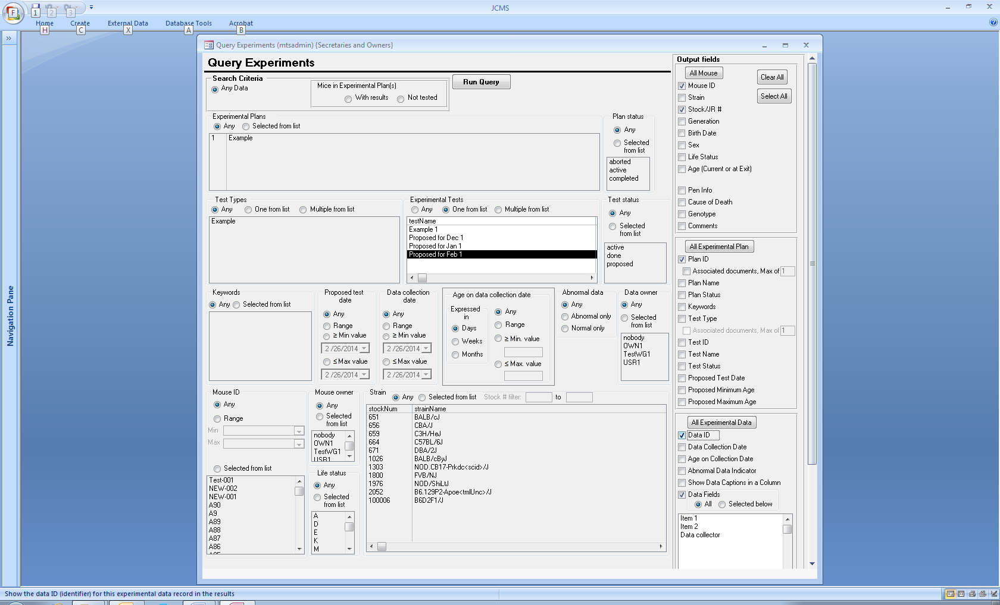 JCMS
F
1
2
3
Home
Create
External Data
Database Tools
Acrobat
H
C
X
A
B
»
Navigation Pane
Query Experiments (mtsadmin) {Secretaries and Owners}
Query Experiments
Search Criteria
Any Data
Mice in Experimental Plan(s)
With results
Not tested
Run Query
Experimental Plans
Any
Selected from list
1 Example
Plan status
Any
Selected
from list
aborted
active
completed
Test Types
Any
One from list
Multiple from list
Example
Experimental Tests
Any
One from list
Multiple from list
testName
Example 1
Proposed for Dec 1
Proposed for Jan 1
Proposed for Feb 1
Test status
Any
Selected
from list
active
done
proposed
Keywords
Any
Selected from list
Proposed test
date
Any
Range
≥ Min value
2 /26/2014
≤ Max value
2 /26/2014
Data collection
date
Any
Range
≥ Min value
2 /26/2014
≤ Max value
2 /26/2014
Age on data collection date
Expressed
in
Days
Weeks
Months
Any
Range
≥ Min. value
≤ Max. value
Abnormal data
Any
Abnormal only
Normal only
Data owner
Any
Selected
from list
nobody
OWN1
TestWG1
USR1
Mouse ID
Any
Range
Min
Max
Selected from list
Test-001
NEW-002
NEW-001
A90
A9
A89
A88
A87
A86
A85
Mouse owner
Any
Selected
from list
nobody
OWN1
TestWG1
USR1
Life status
Any
Selected
from list
A
D
E
K
M
Strain
Any
Selected from list
Stock # filter:
to
stockNum strainName
651 BALB/cJ
656 CBA/J
659 C3H/HeJ
664 C57BL/6J
671 DBA/2J
1026 BALB/cByJ
1303 NOD.CB17-Prkdc<scid>/J
1800 FVB/NJ
1976 NOD/ShiLtJ
2052 B6.129P2-Apoe<tm1Unc>/J
100006 B6D2F1/J
Output fields
All Mouse
Clear All
Select All
Mouse ID
Strain
Stock/JR #
Generation
Birth Date
Sex
Life Status
Age (Current or at Exit)
Pen Info
Cause of Death
Genotype
Comments
All Experimental Plan
Plan ID
Associated documents, Max of 1
Plan Name
Plan Status
Keywords
Test Type
Associated documents, Max of 1
Test ID
Test Name
Test Status
Proposed Test Date
Proposed Minimum Age
Proposed Maximum Age
All Experimental Data
Data ID
Data Collection Date
Age on Collection Date
Abnormal Data Indicator
Show Data Captions in a Column
Data Fields
All
Selected below
Item 1
Item 2
Data collector
Show the data ID (identifier) for this experimental data record in the results